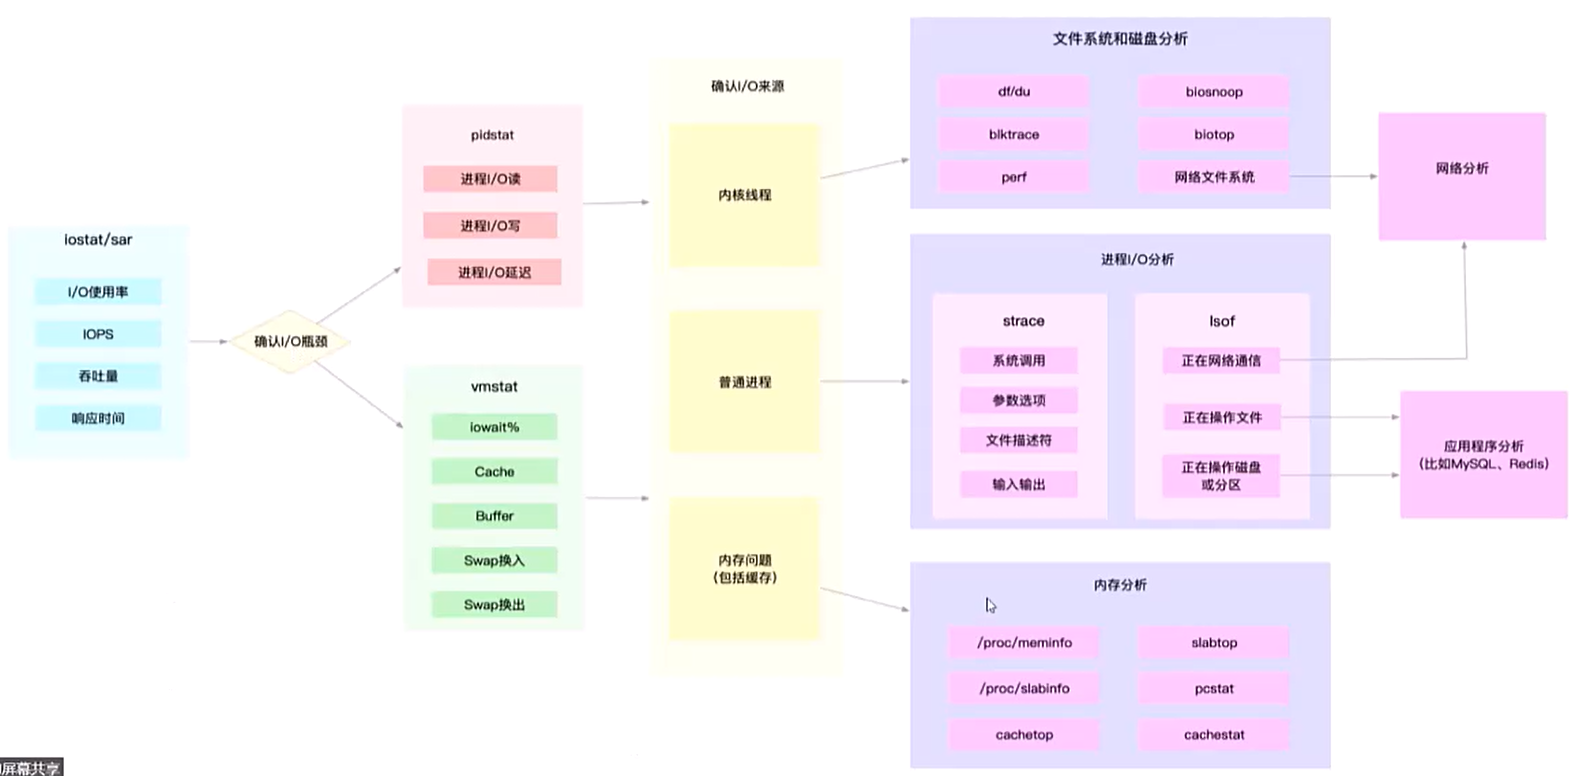 iostat/sar
I/O使用率
IOPS
吞吐量
响应时间
确认I/O瓶颈
pidstat
进程I/O读
进程I/O写
进程I/O延迟
vmstat
iowait%
Cache
Buffer
Swap换入
Swap换出
确认I/O来源
内核线程
普通进程
内存问题
（包括缓存）
文件系统和磁盘分析
df/du
biosnoop
blktrace
biotop
perf
网络文件系统
进程I/O分析
strace
系统调用
参数选项
文件描述符
输入输出
lsof
正在网络通信
正在操作文件
正在操作磁盘
或分区
内存分析
/proc/meminfo
slabtop
/proc/slabinfo
pcstat
cachetop
cachestat
网络分析
应用程序分析
（比如MySQL、Redis）
屏幕共享